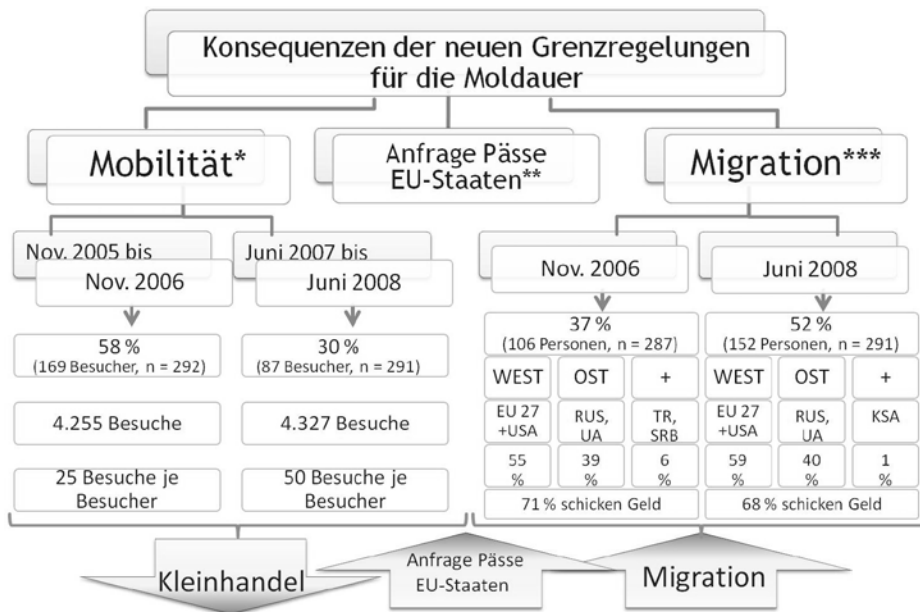 Konsequenzen der neuen Grenzregelungen
für die Moldauer
Mobilität*
Anfrage Pässe
EU-Staaten**
Migration***
Nov. 2005 bis
Nov. 2006
Juni 2007 bis
Juni 2008
Nov. 2006
Juni 2008
58 %
(169 Besucher, n = 292)
30 %
(87 Besucher, n = 291)
37 %
(106 Personen, n = 287)
52 %
(152 Personen, n = 291)
WEST
OST
+
WEST
OST
+
EU 27
+USA
RUS,
UA
TR,
SRB
EU 27
+USA
RUS,
UA
KSA
4.255 Besuche
4.327 Besuche
55
%
39
%
6
%
59
%
40
%
1
%
25 Besuche je
Besucher
50 Besuche je
Besucher
71 % schicken Geld
68 % schicken Geld
Kleinhandel
Anfrage Pässe
EU-Staaten
Migration